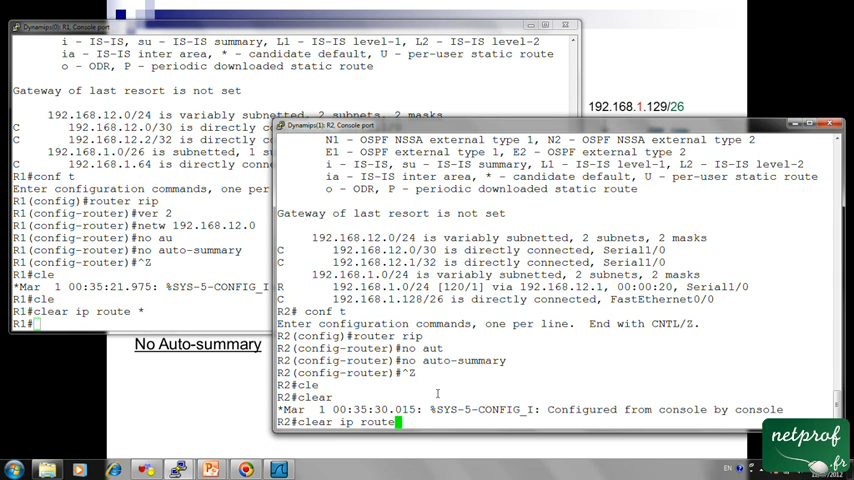 Dynamips(0): R1, Console port
i - IS-IS, su - IS-IS summary, L1 - IS-IS level-1, L2 - IS-IS level-2
ia - IS-IS inter area, * - candidate default, U - per-user static route
o - ODR, P - periodic downloaded static route
Gateway of last resort is not set
192.168.12.0/24 is variably subnetted, 2 subnets, 2 masks
C 192.168.12.0/30 is directly co
C 192.168.12.2/32 is directly co
192.168.1.0/26 is subnetted, 1 su
C 192.168.1.64 is directly connec
R1#conf t
Enter configuration commands, one per
R1(config)#router rip
R1(config-router)#ver 2
R1(config-router)#netw 192.168.12.0
R1(config-router)#no au
R1(config-router)#no auto-summary
R1(config-router)#^Z
R1#cle
*Mar 1 00:35:21.975: %SYS-5-CONFIG_I
R1#cle
R1#clear ip route *
R1#
No Auto-summary
192.168.1.129/26
Dynamips(1): R2, Console port
N1 - OSPF NSSA external type 1, N2 - OSPF NSSA external type 2
E1 - OSPF external type 1, E2 - OSPF external type 2
i - IS-IS, su - IS-IS summary, L1 - IS-IS level-1, L2 - IS-IS level-2
ia - IS-IS inter area, * - candidate default, U - per-user static route
o - ODR, P - periodic downloaded static route
Gateway of last resort is not set
192.168.12.0/24 is variably subnetted, 2 subnets, 2 masks
C 192.168.12.0/30 is directly connected, Serial1/0
C 192.168.12.1/32 is directly connected, Serial1/0
192.168.1.0/24 is variably subnetted, 2 subnets, 2 masks
R 192.168.1.0/24 [120/1] via 192.168.12.1, 00:00:20, Serial1/0
C 192.168.1.128/26 is directly connected, FastEthernet0/0
R2# conf t
Enter configuration commands, one per line. End with CNTL/Z.
R2(config)#router rip
R2(config-router)#no aut
R2(config-router)#no auto-summary
R2(config-router)#^Z
R2#cle
R2#clear
*Mar 1 00:35:30.015: %SYS-5-CONFIG_I: Configured from console by console
R2#clear ip route
netprof
.fr
EN